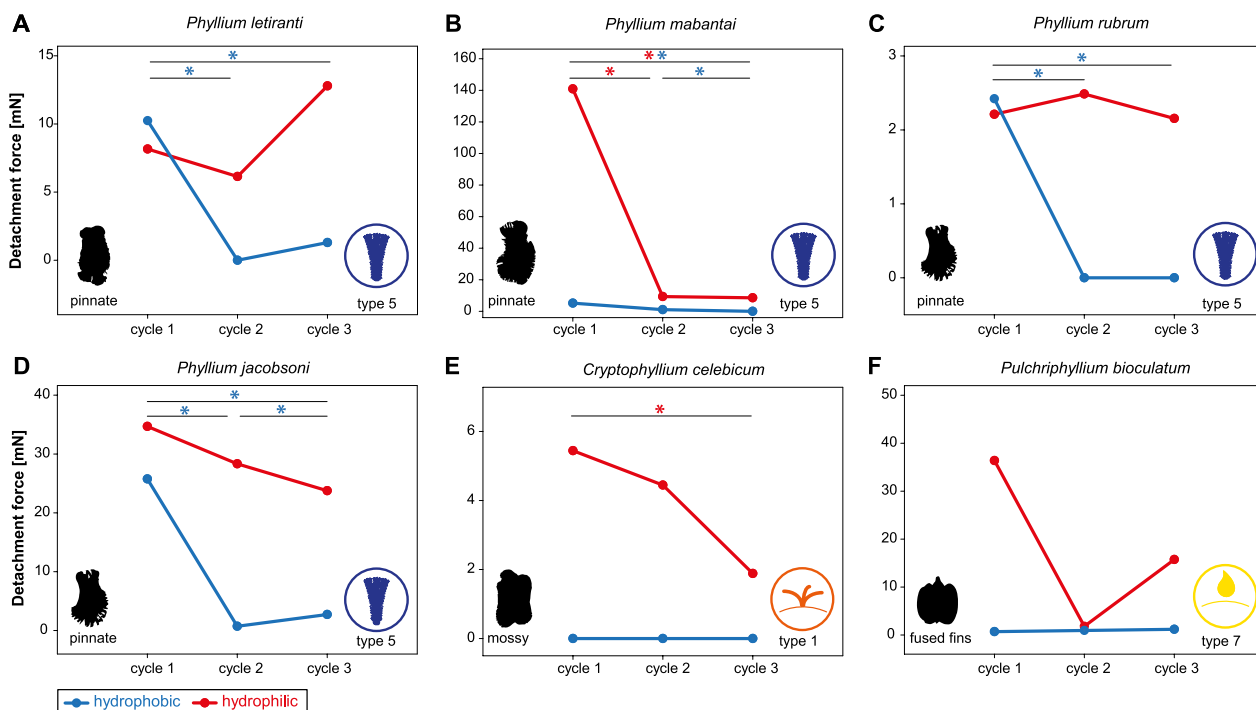 A
Phyllium letiranti
Detachment force [mN]
15
10
5
0
*
*
pinnate
type 5
cycle 1
cycle 2
cycle 3
B
Phyllium mabantai
160
140
120
100
80
60
40
20
0
* *
*
*
pinnate
type 5
cycle 1
cycle 2
cycle 3
C
Phyllium rubrum
3
2
1
0
*
*
pinnate
type 5
cycle 1
cycle 2
cycle 3
D
Phyllium jacobsoni
Detachment force [mN]
40
30
20
10
0
*
*
*
pinnate
type 5
cycle 1
cycle 2
cycle 3
E
Cryptophyllium celebicum
6
4
2
0
*
mossy
type 1
cycle 1
cycle 2
cycle 3
F
Pulchriphyllium bioculatum
50
40
30
20
10
0
fused fins
type 7
cycle 1
cycle 2
cycle 3
hydrophobic
hydrophilic